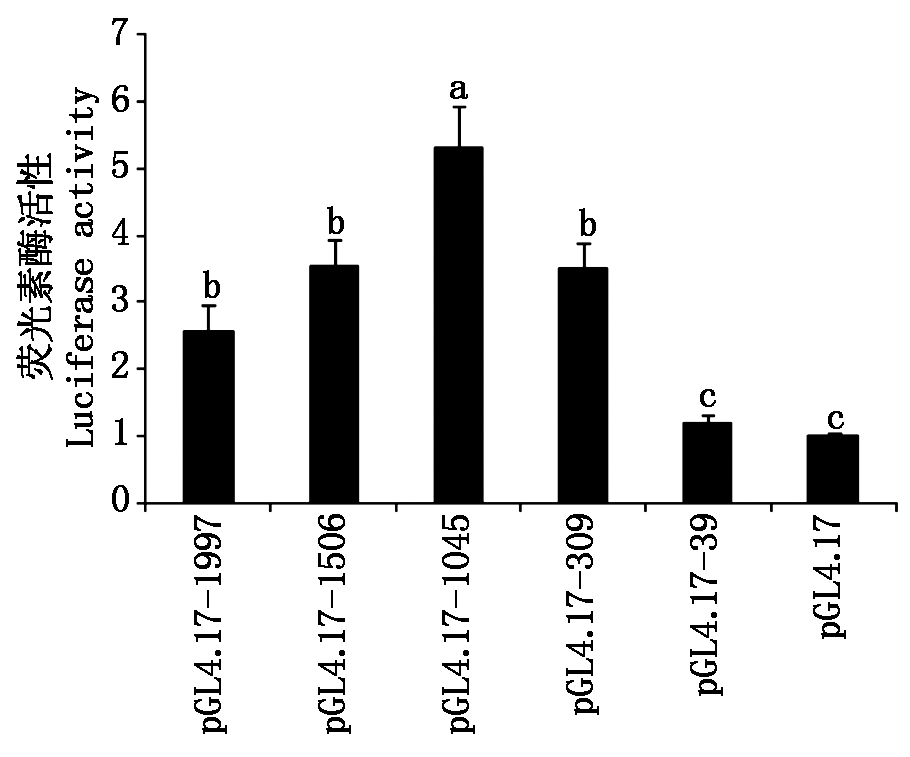 荧光素酶活性
Luciferase activity
7
6
5
4
3
2
1
0
b
b
a
b
c
c
pGL4.17-1997
pGL4.17-1506
pGL4.17-1045
pGL4.17-309
pGL4.17-39
pGL4.17